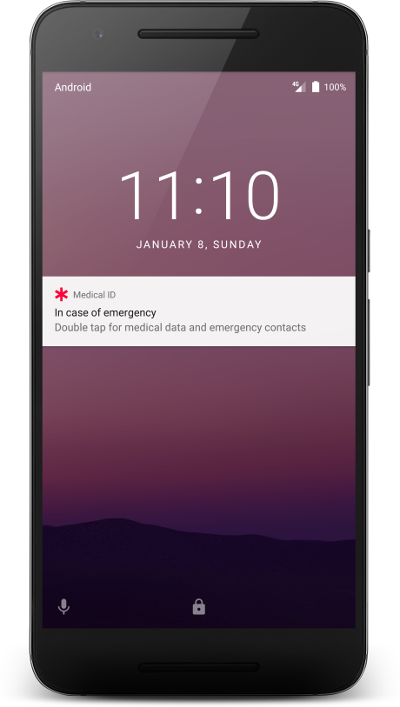 Android 4G 100%
11:10
JANUARY 8, SUNDAY
Medical ID
In case of emergency
Double tap for medical data and emergency contacts